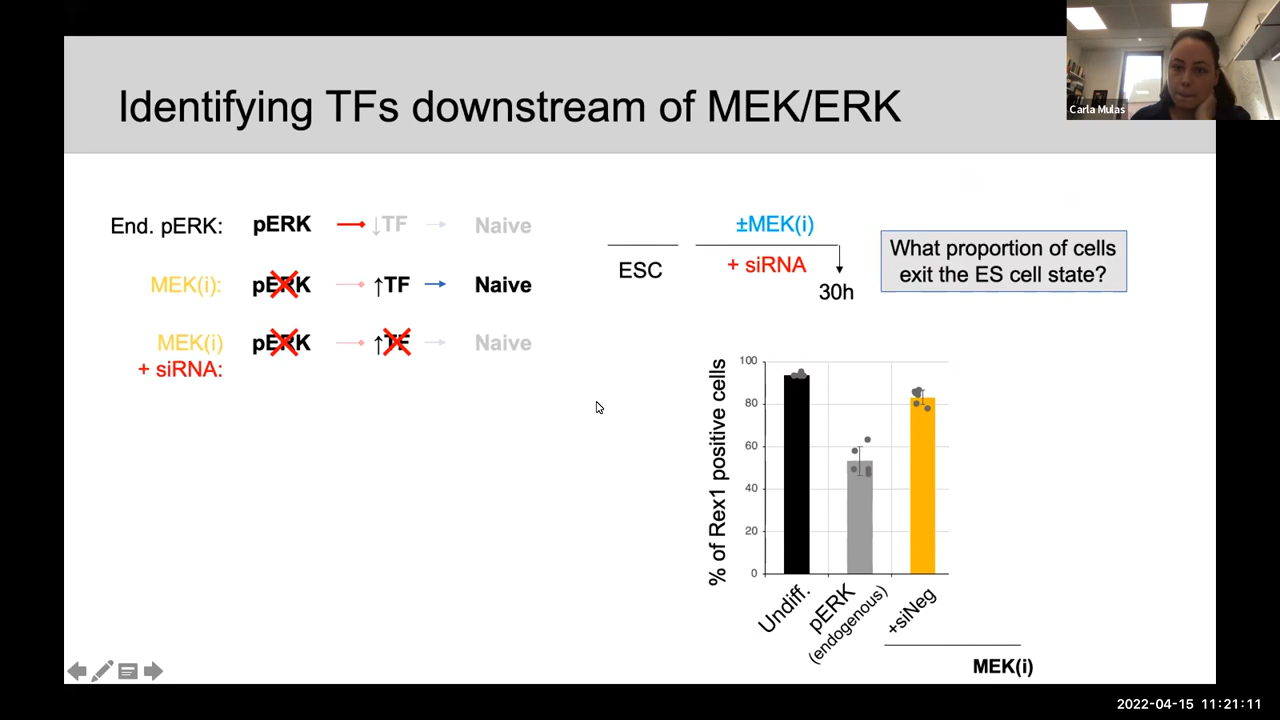 Identifying TFs downstream of MEK/ERK
Carla Mulas
End. pERK: pERK ↓TF Naive
MEK(i): pERK ↑TF Naive
MEK(i) pERK ↑TF Naive
+ siRNA:
±MEK(i)
ESC + siRNA
30h
What proportion of cells
exit the ES cell state?
% of Rex1 positive cells
100
80
60
40
20
0
Undiff.
pERK
(endogenous)
+siNeg
MEK(i)
2022-04-15 11:21:11